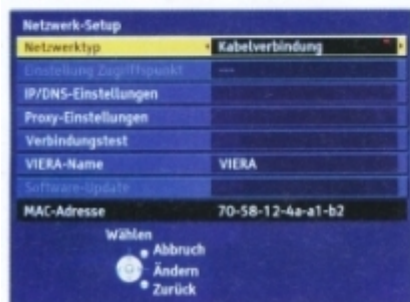 Netzwerk-Setup
Netzwerktyp Kabelverbindung
Einstellung Zugriffspunkt ---
IP/DNS-Einstellungen
Proxy-Einstellungen
Verbindungstest
VIERA-Name VIERA
Software-Update
MAC-Adresse 70-58-12-4a-a1-b2
Wählen
Abbruch
Ändern
Zurück